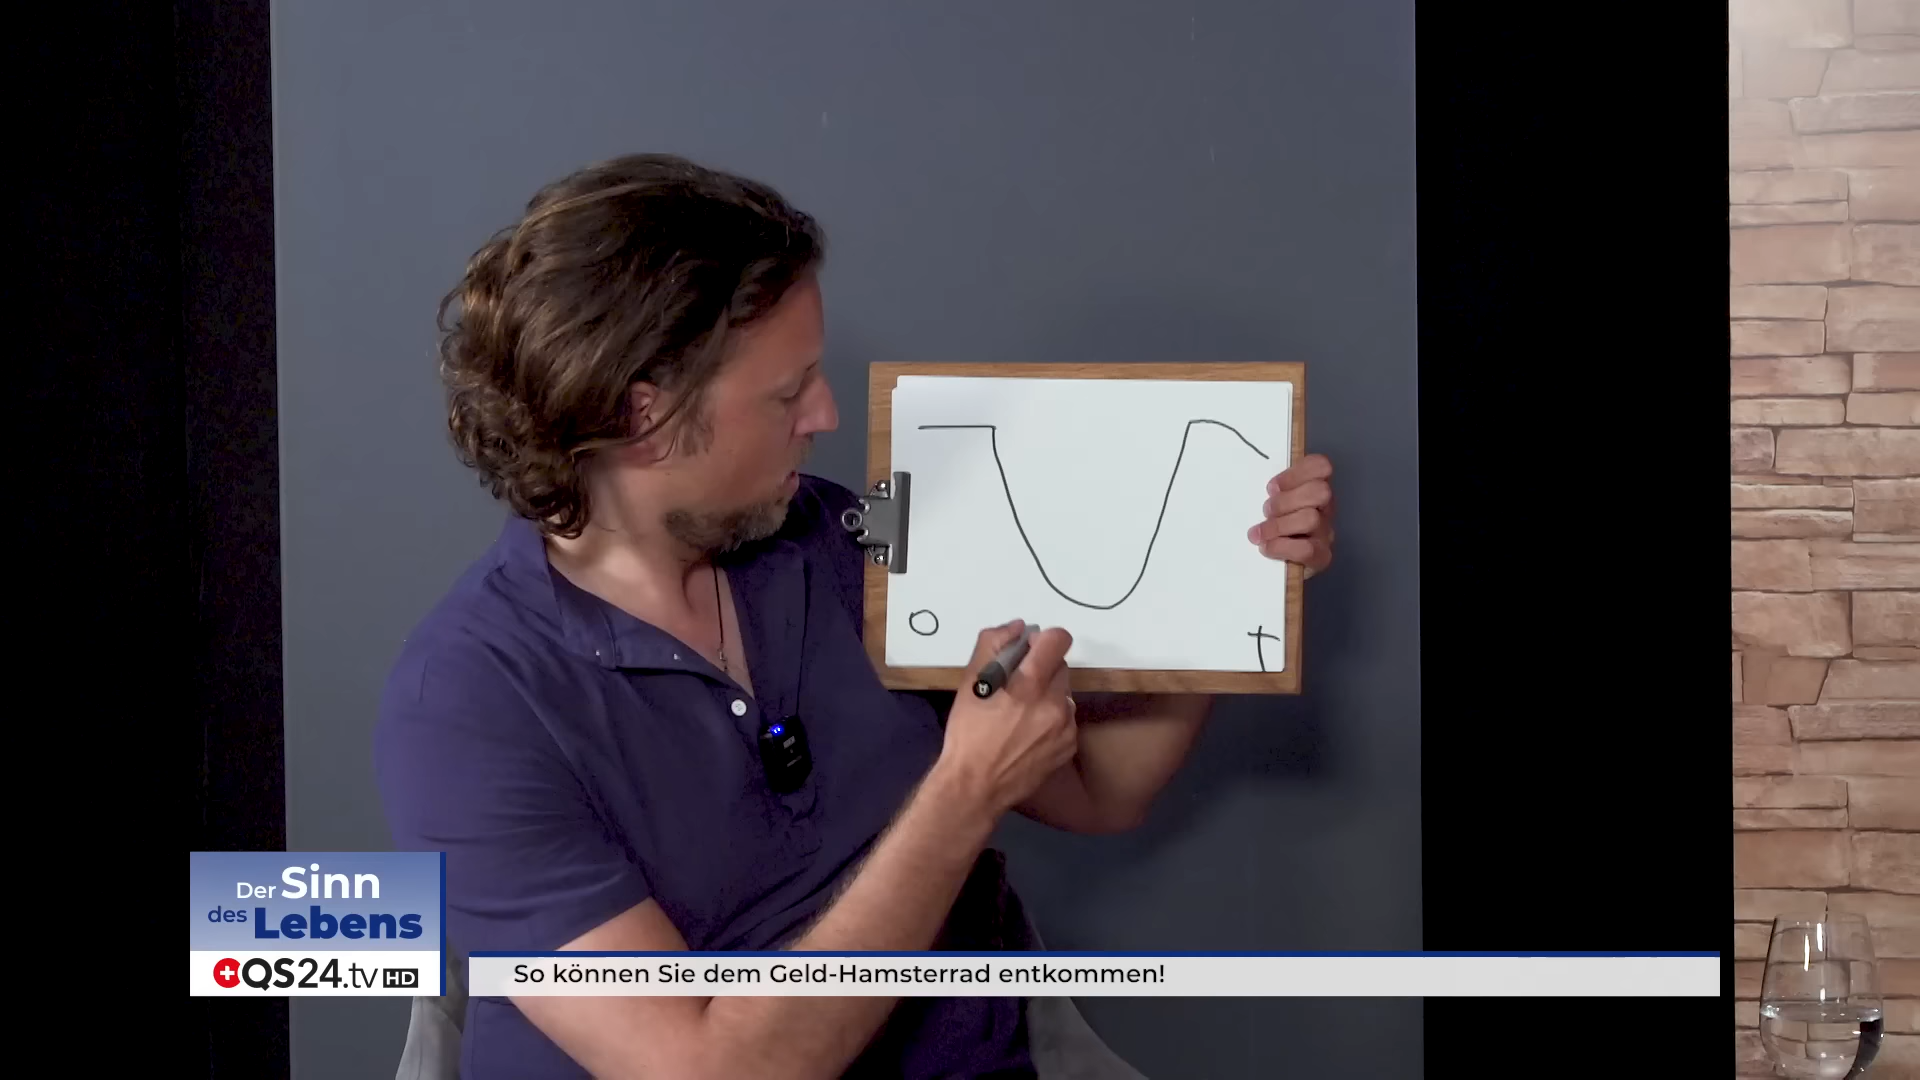 O
†
Der Sinn
des Lebens
QS24.tv HD
So können Sie dem Geld-Hamsterrad entkommen!